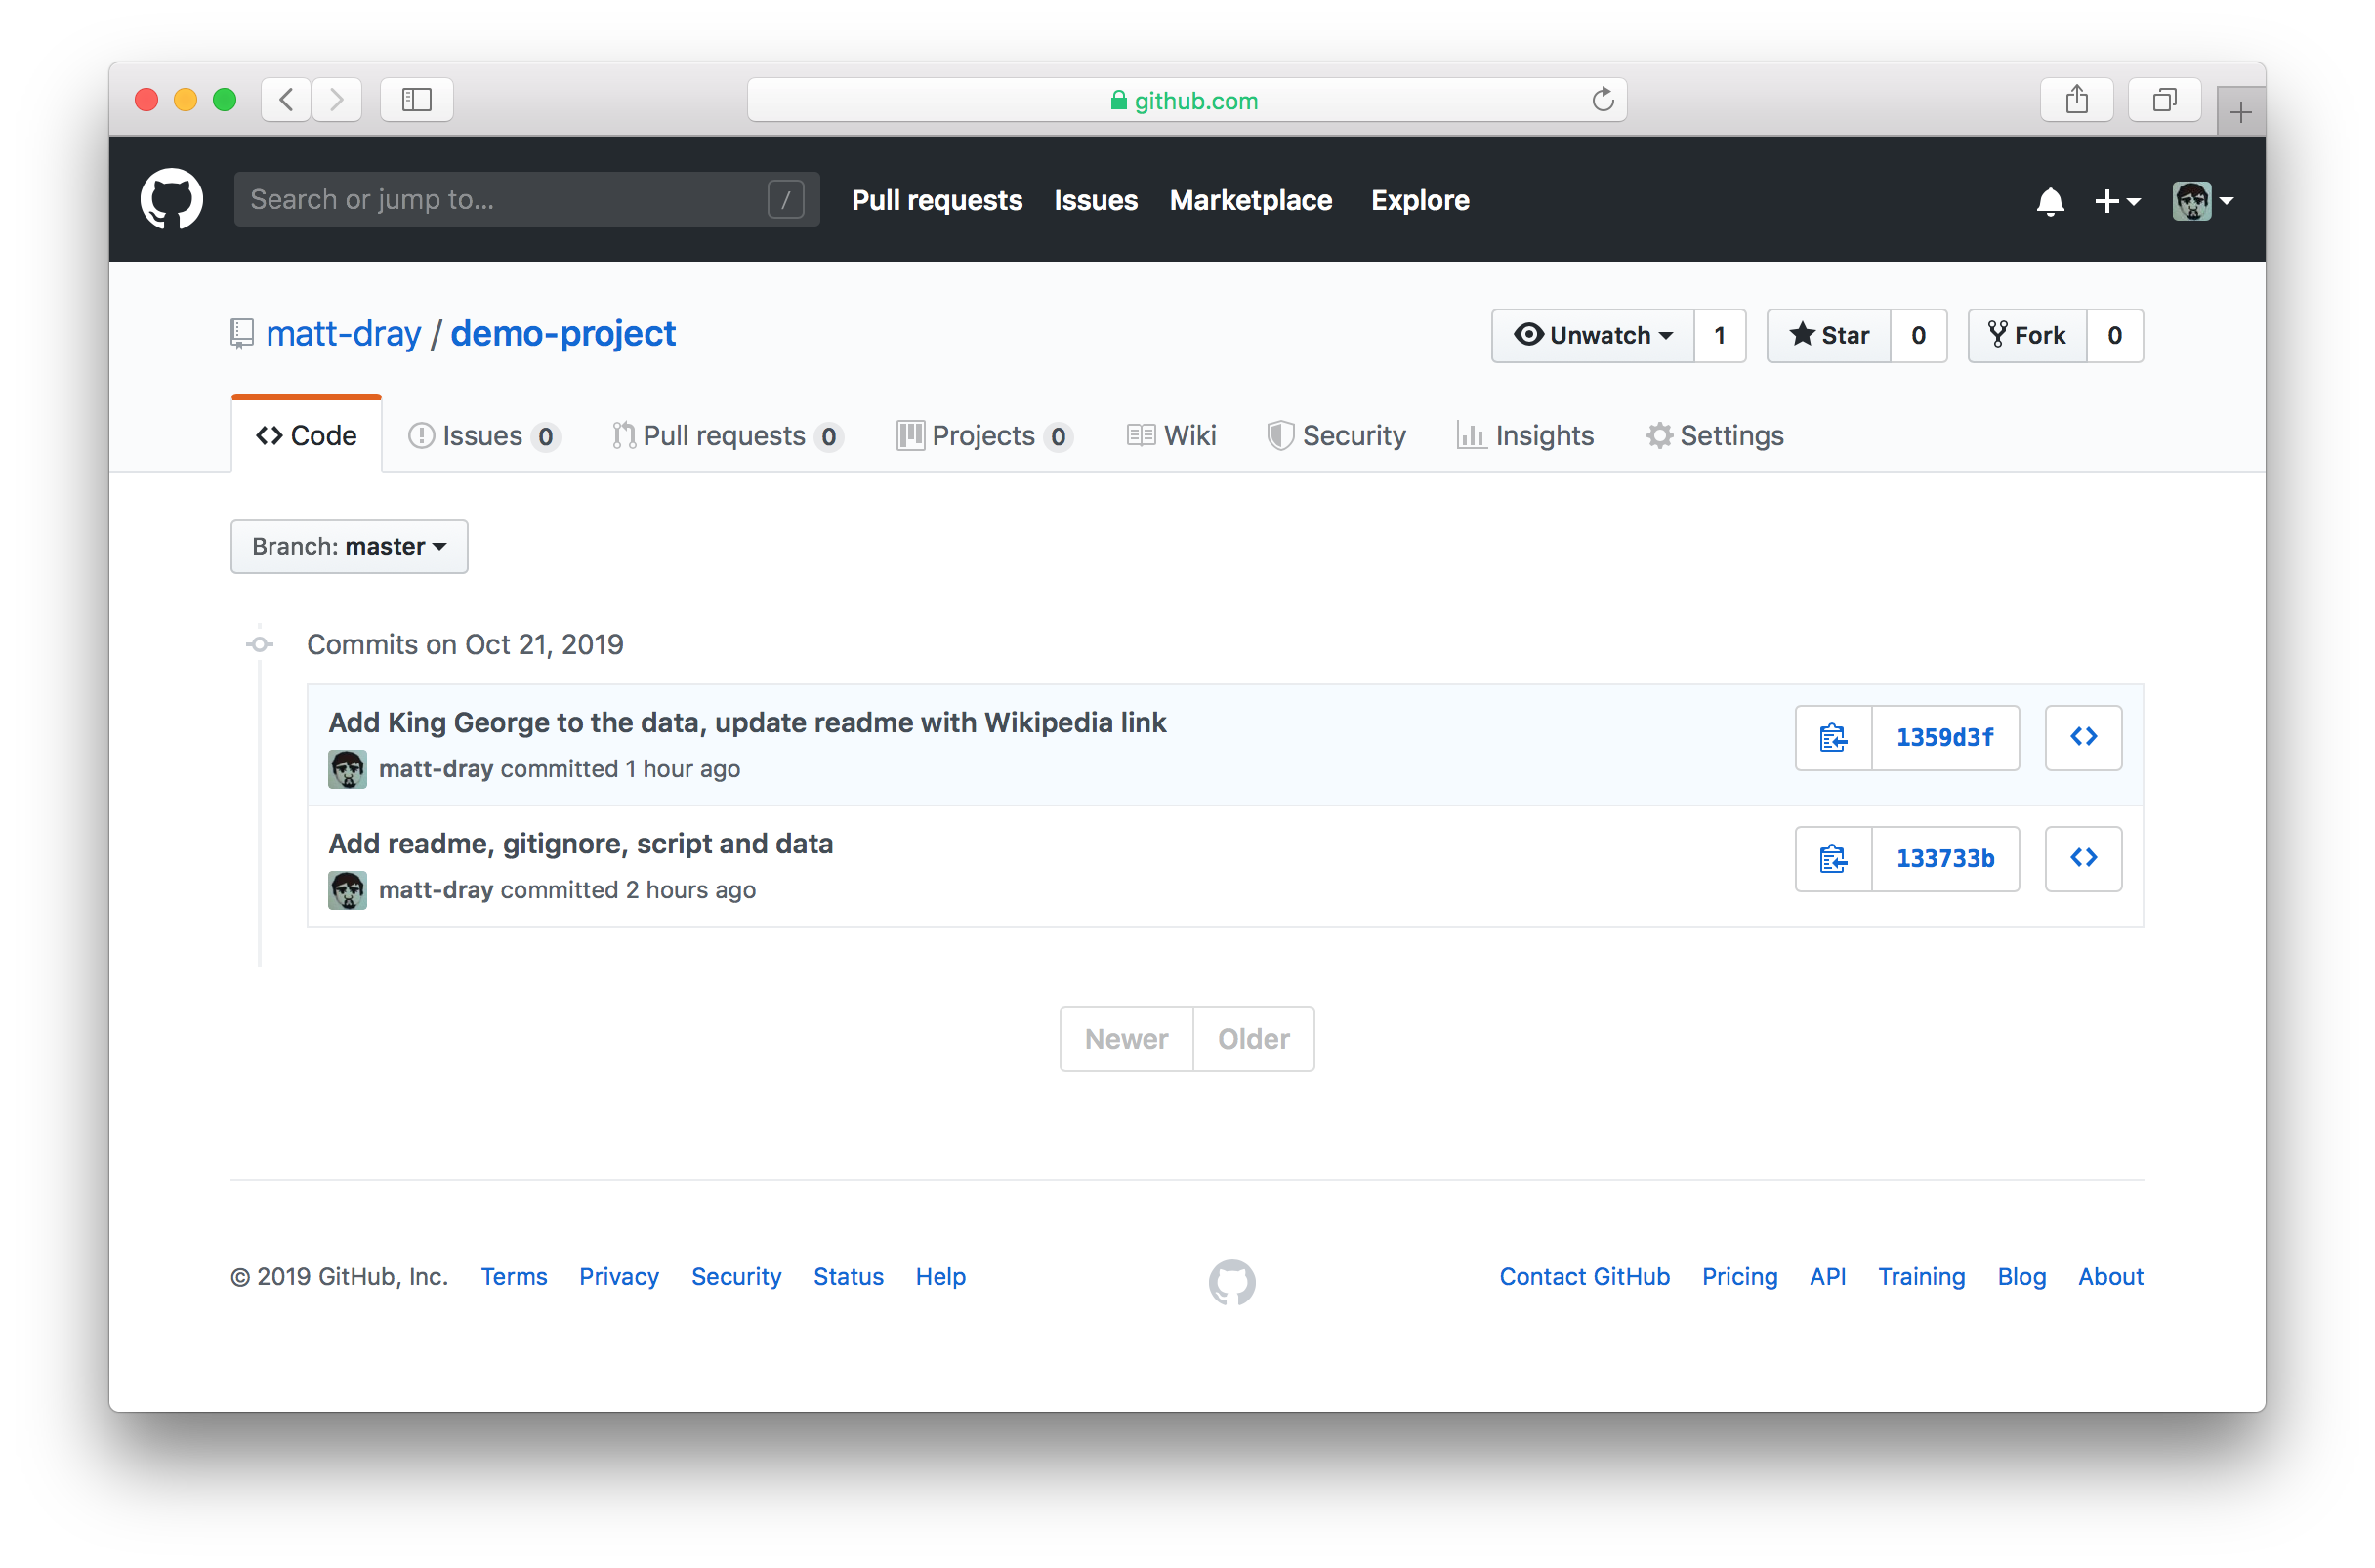 github.com
Search or jump to... /
Pull requests Issues Marketplace Explore
matt-dray / demo-project
Unwatch 1 Star 0 Fork 0
Code Issues 0 Pull requests 0 Projects 0 Wiki Security Insights Settings
Branch: master
Commits on Oct 21, 2019
Add King George to the data, update readme with Wikipedia link
1359d3f
matt-dray committed 1 hour ago
Add readme, gitignore, script and data
133733b
matt-dray committed 2 hours ago
Newer Older
© 2019 GitHub, Inc. Terms Privacy Security Status Help Contact GitHub Pricing API Training Blog About